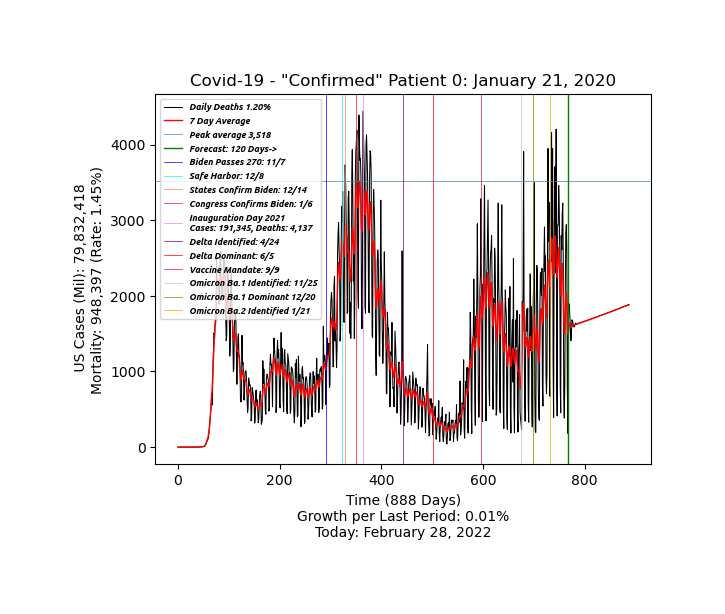 Covid-19 - "Confirmed" Patient 0: January 21, 2020
Daily Deaths 1.20%
7 Day Average
Peak average 3,518
Forecast: 120 Days->
Biden Passes 270: 11/7
Safe Harbor: 12/8
States Confirm Biden: 12/14
Congress Confirms Biden: 1/6
Inauguration Day 2021
Cases: 191,345, Deaths: 4,137
Delta Identified: 4/24
Delta Dominant: 6/5
Vaccine Mandate: 9/9
Omicron Ba.1 Identified: 11/25
Omicron Ba.1 Dominant 12/20
Omicron Ba.2 Identified 1/21
US Cases (Mil): 79,832,418
Mortality: 948,397 (Rate: 1.45%)
4000
3000
2000
1000
0
0 200 400 600 800
Time (888 Days)
Growth per Last Period: 0.01%
Today: February 28, 2022